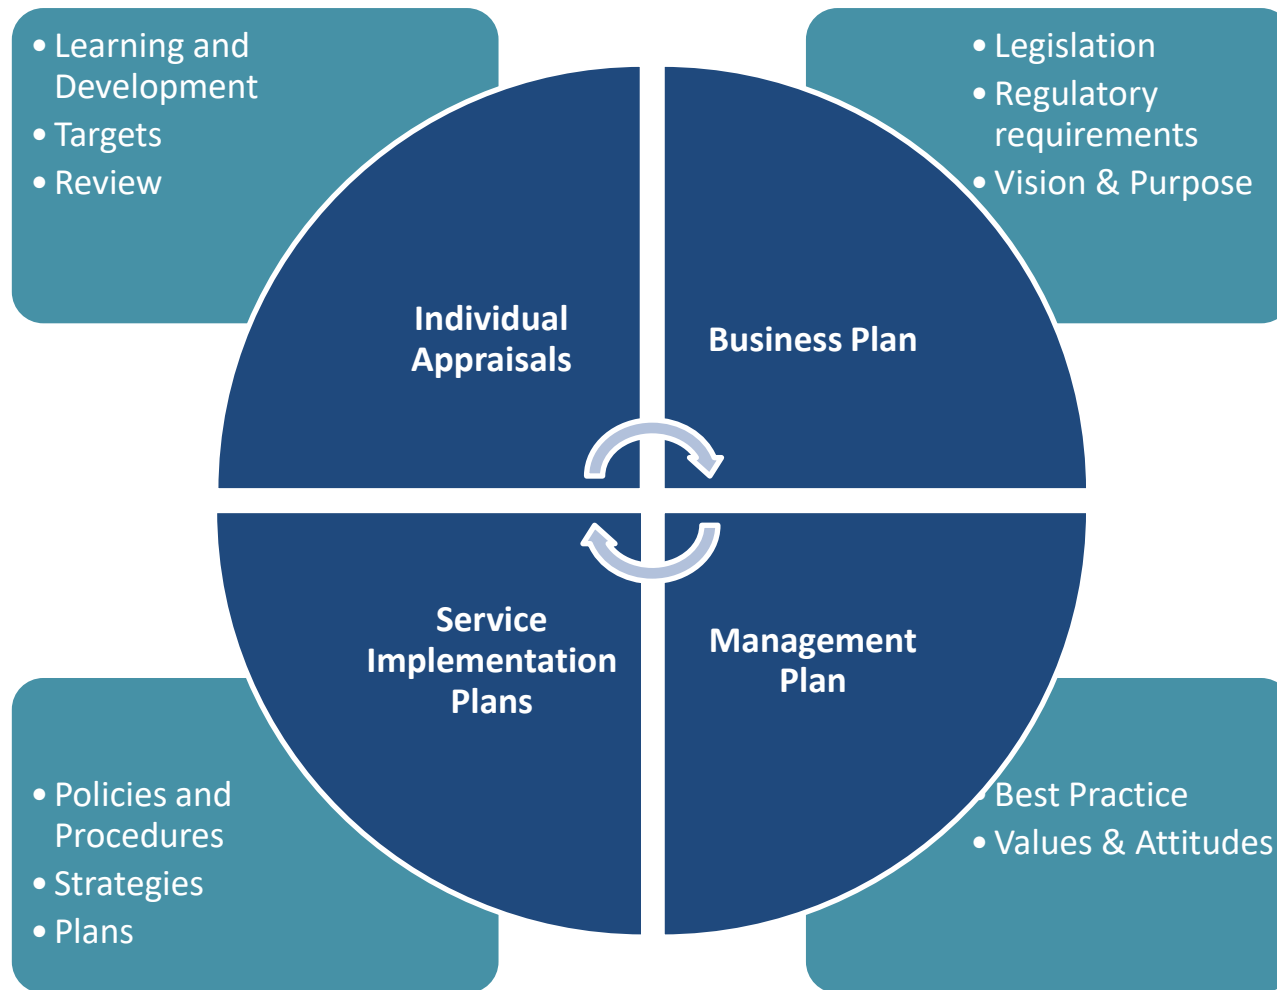 • Learning and
Development
• Targets
• Review
• Legislation
• Regulatory
requirements
• Vision & Purpose
Individual
Appraisals
Business Plan
Service
Implementation
Plans
Management
Plan
• Policies and
Procedures
• Strategies
• Plans
• Best Practice
• Values & Attitudes